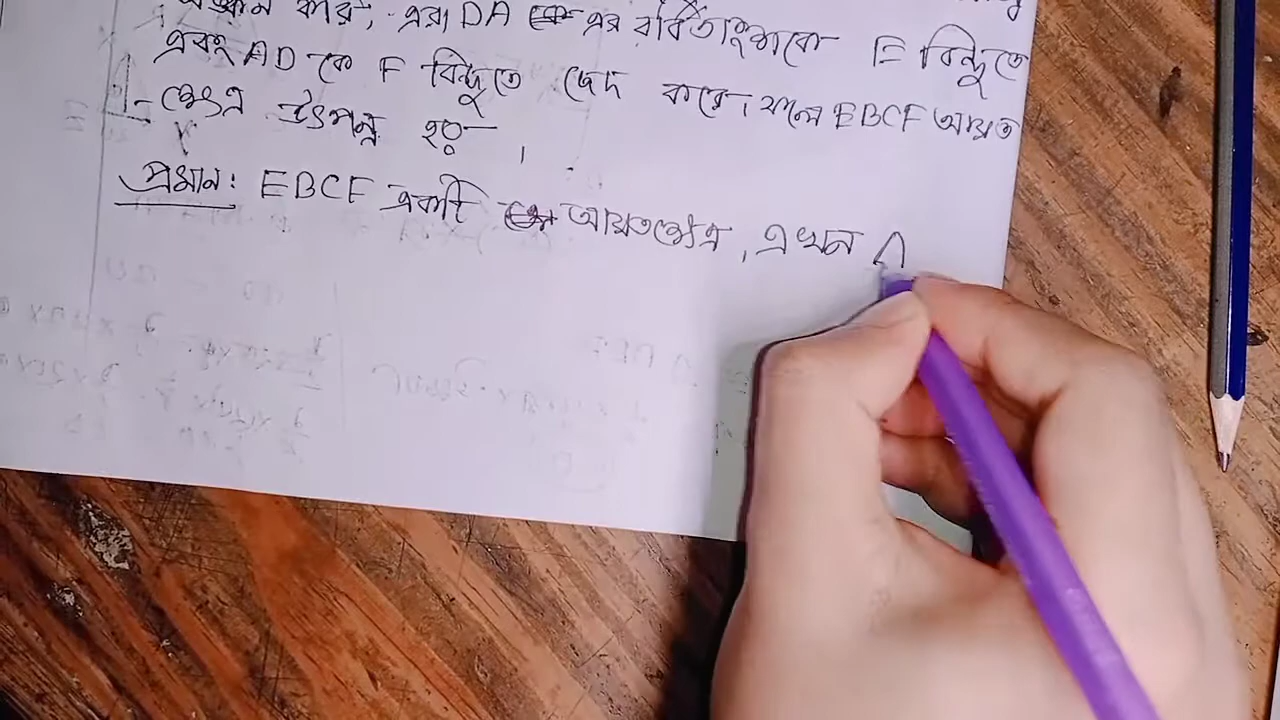 অঙ্কন করি, এরা DA এর বর্ধিতাংশকে E বিন্দুতে
এবং AD কে F বিন্দুতে ছেদ করে। ফলে EBCF আয়ত
ক্ষেত্র উৎপন্ন হয়।
প্রমান: EBCF একটি আয়তক্ষেত্র, এখন